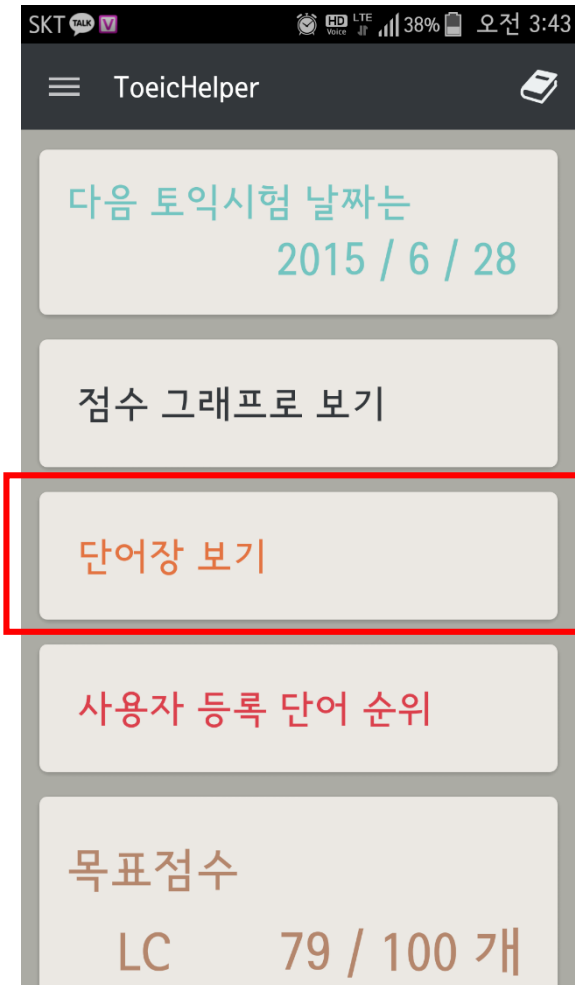 SKT TALK V HD Voice LTE 38% 오전 3:43
ToeicHelper
다음 토익시험 날짜는
2015 / 6 / 28
점수 그래프로 보기
단어장 보기
사용자 등록 단어 순위
목표점수
LC 79 / 100 개